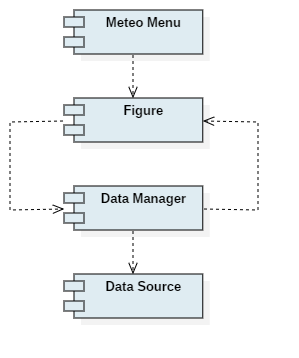 Meteo Menu
Figure
Data Manager
Data Source